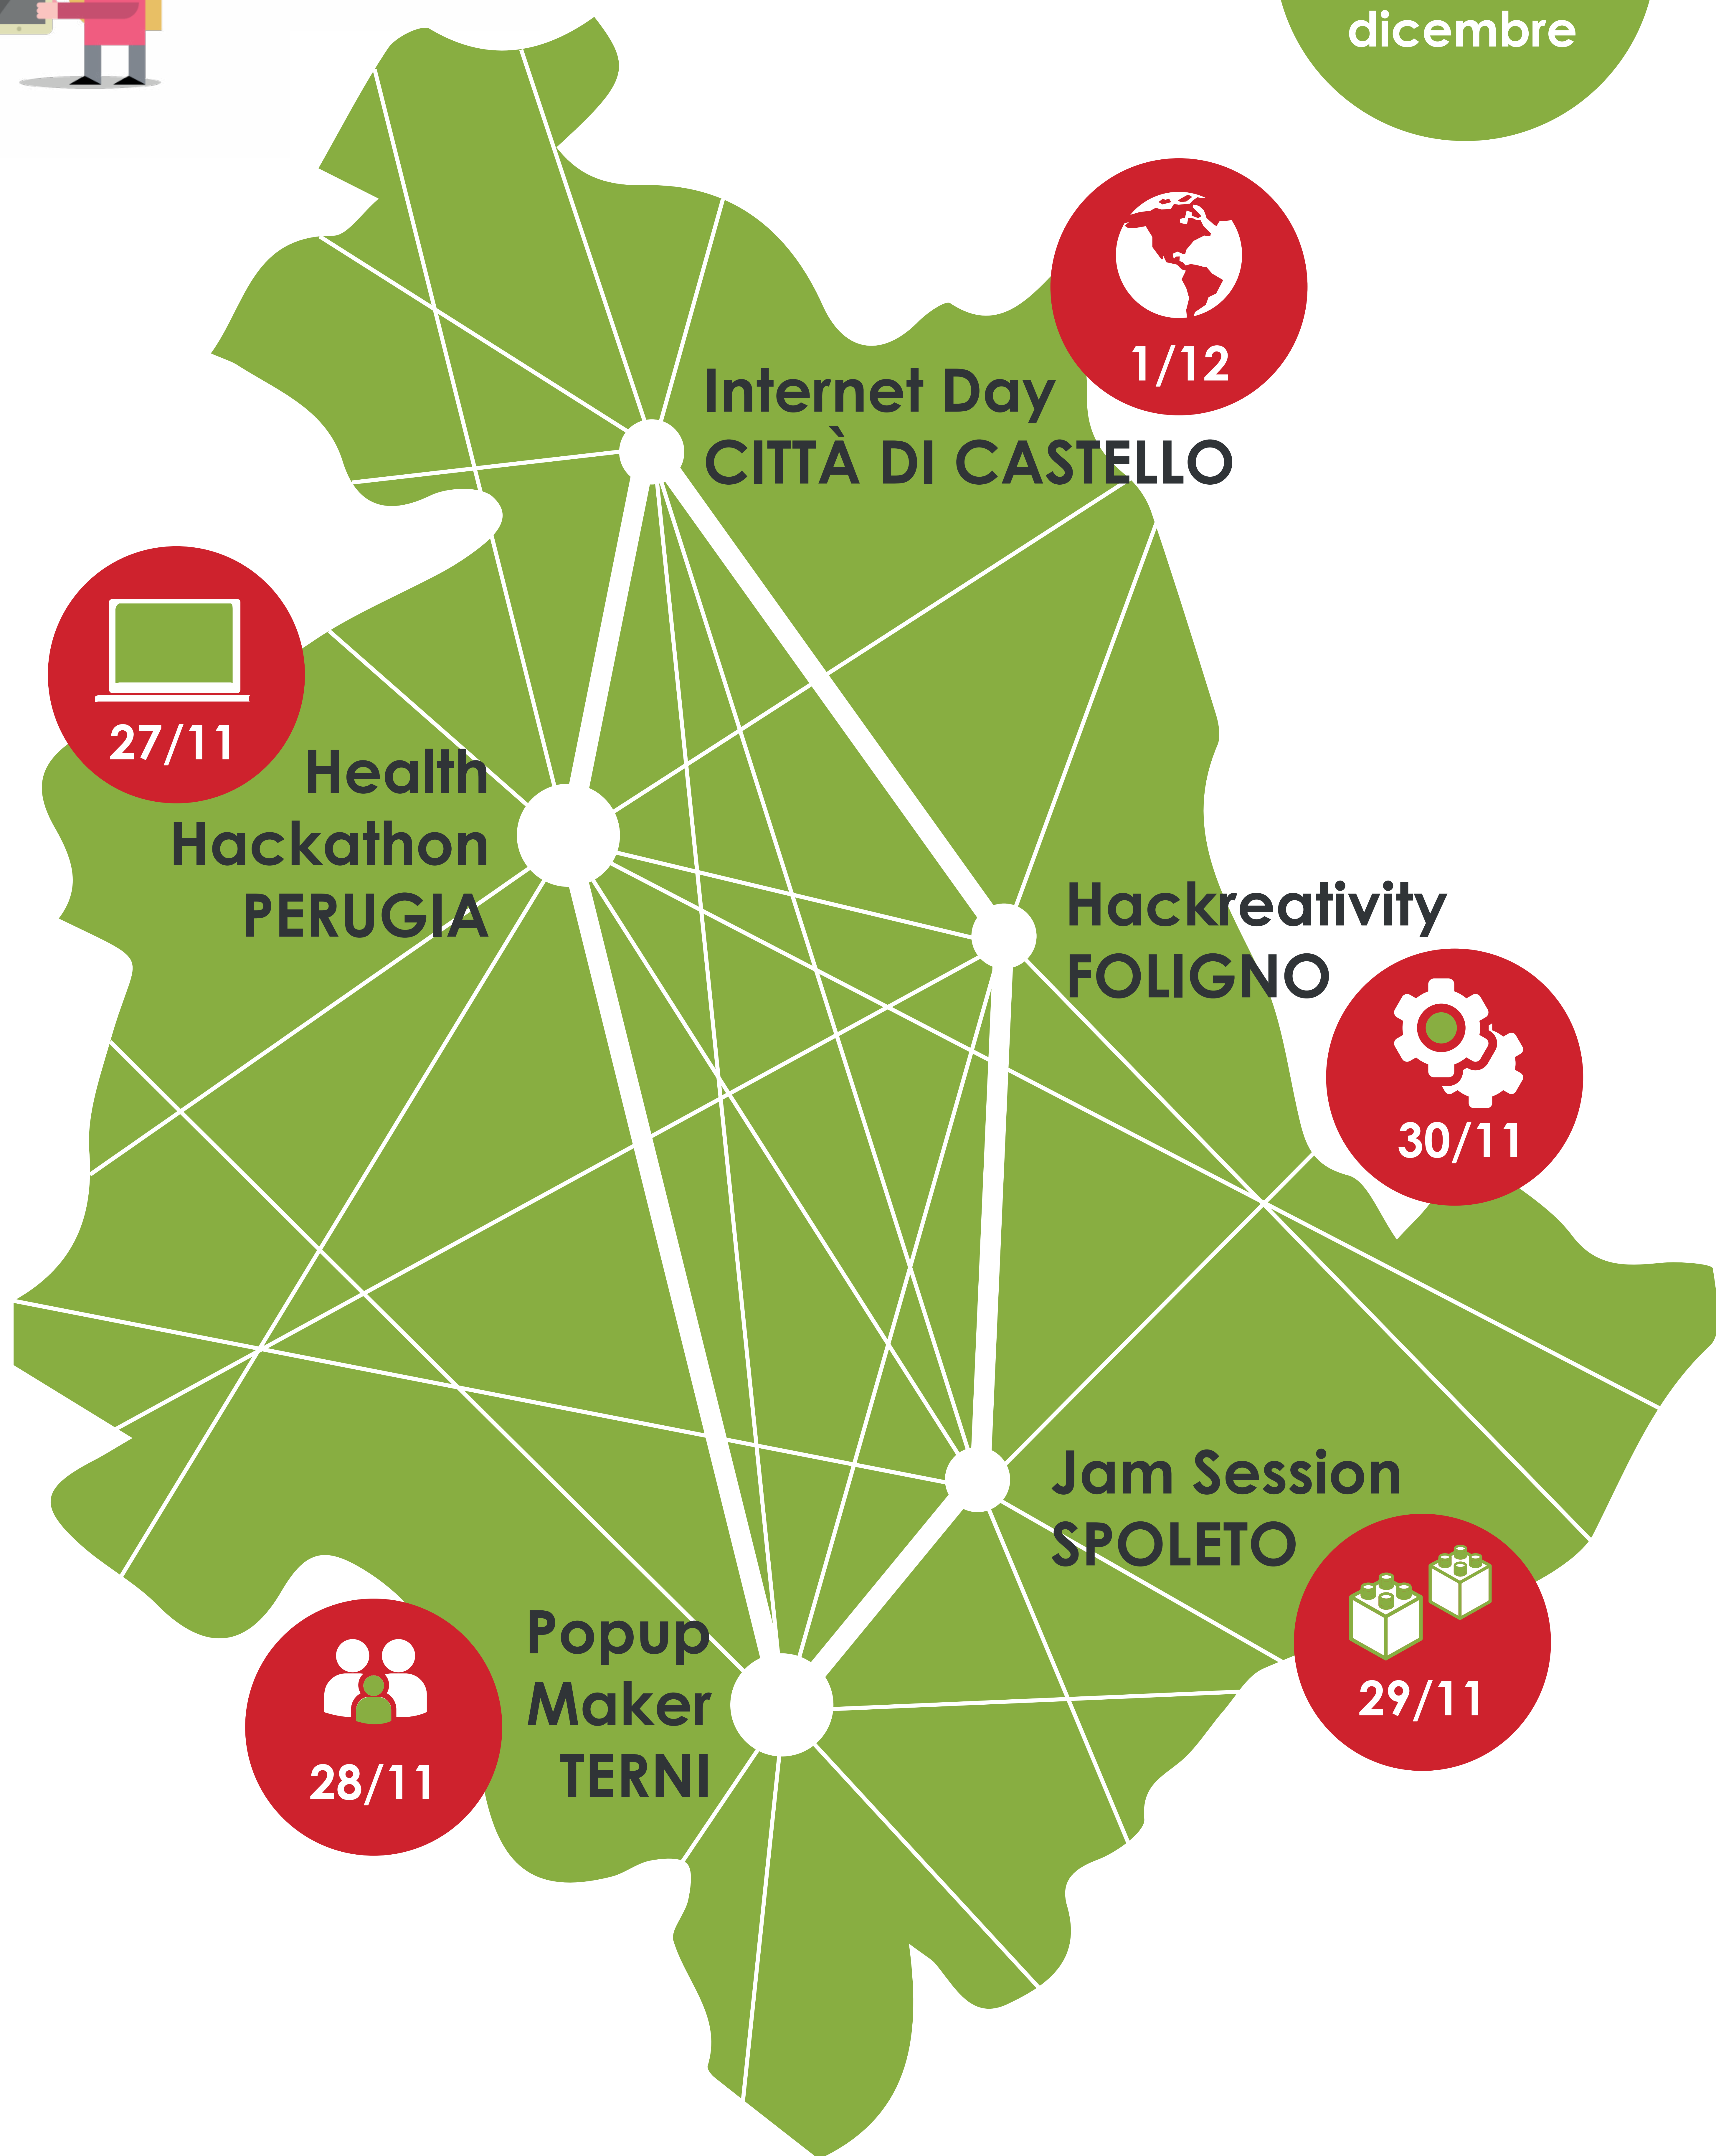 dicembre
1/12
Internet Day
CITTÀ DI CASTELLO
27/11
Health
Hackathon
PERUGIA
Hackreativity
FOLIGNO
30/11
Jam Session
SPOLETO
29/11
Popup
Maker
TERNI
28/11